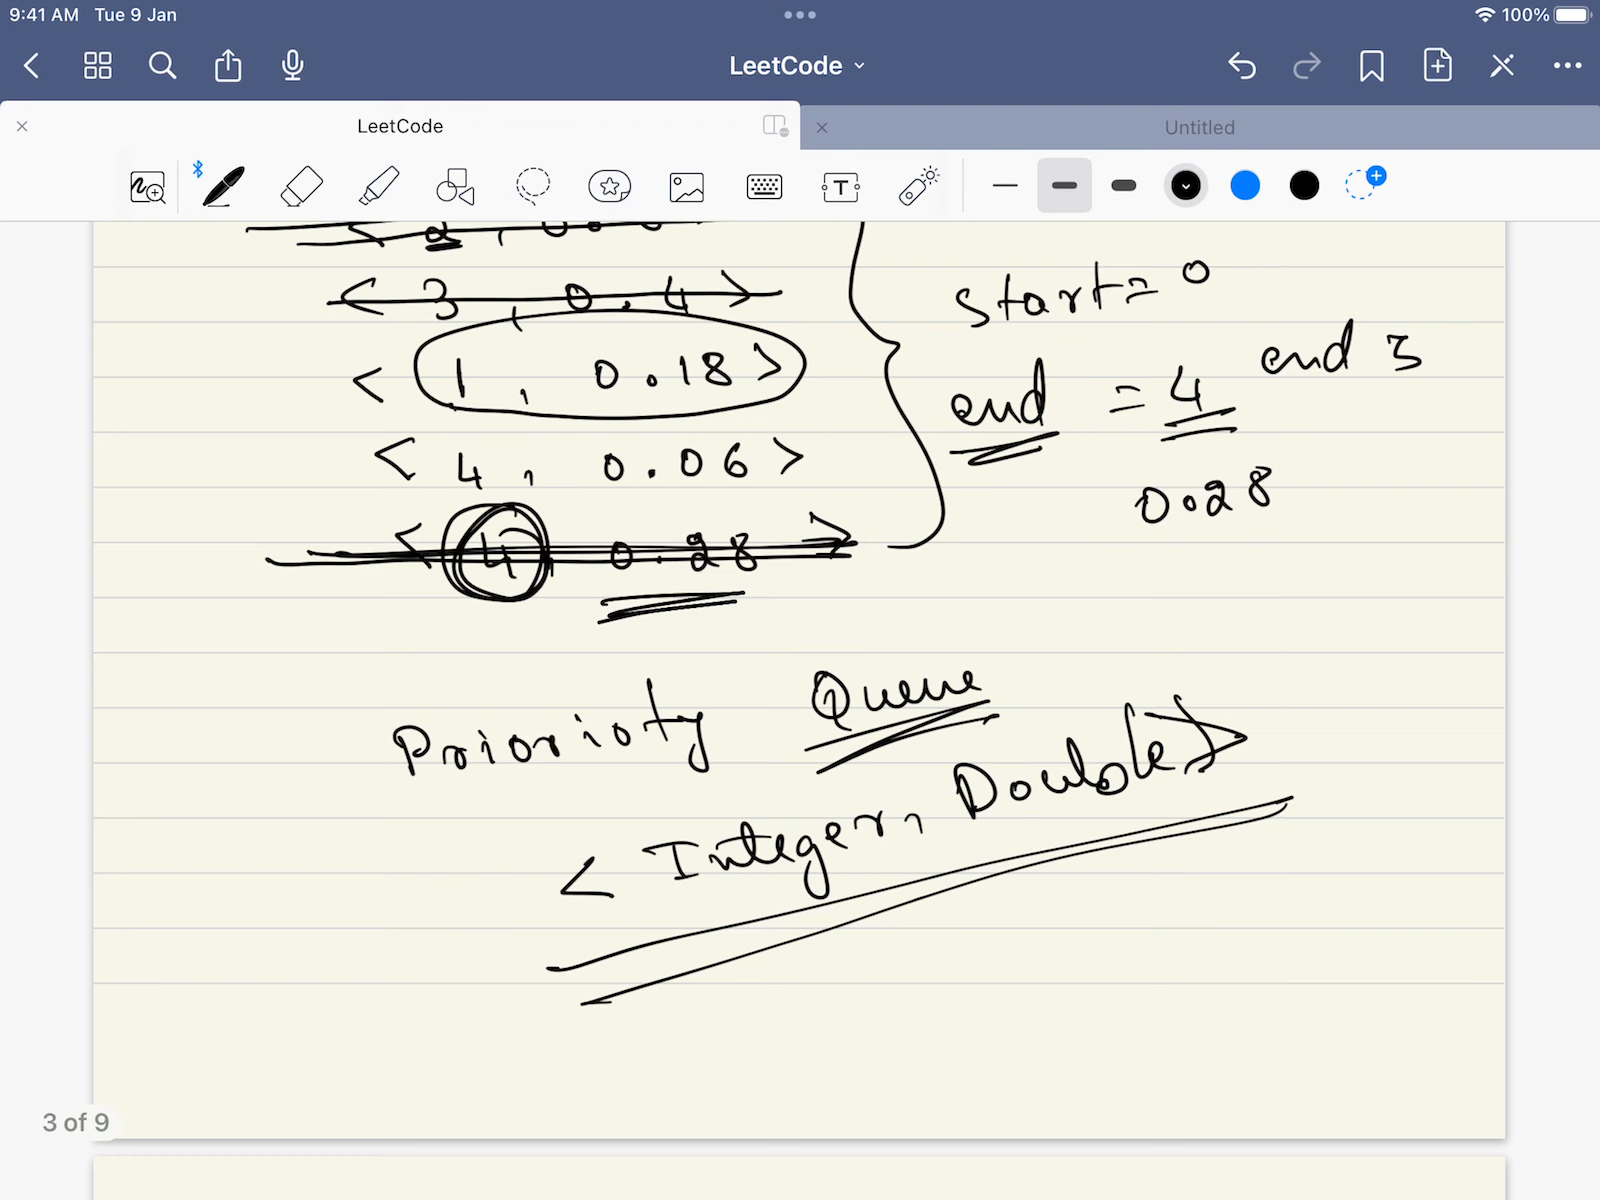 9:41 AM Tue 9 Jan
100%
LeetCode
LeetCode
Untitled
T
< 3, 0.4 >
< 1, 0.18 >
< 4, 0.06 >
< 4, 0.28 >
start = 0
end = 4
end 3
0.28
Priorioty Queue
< Integer, Double >
3 of 9